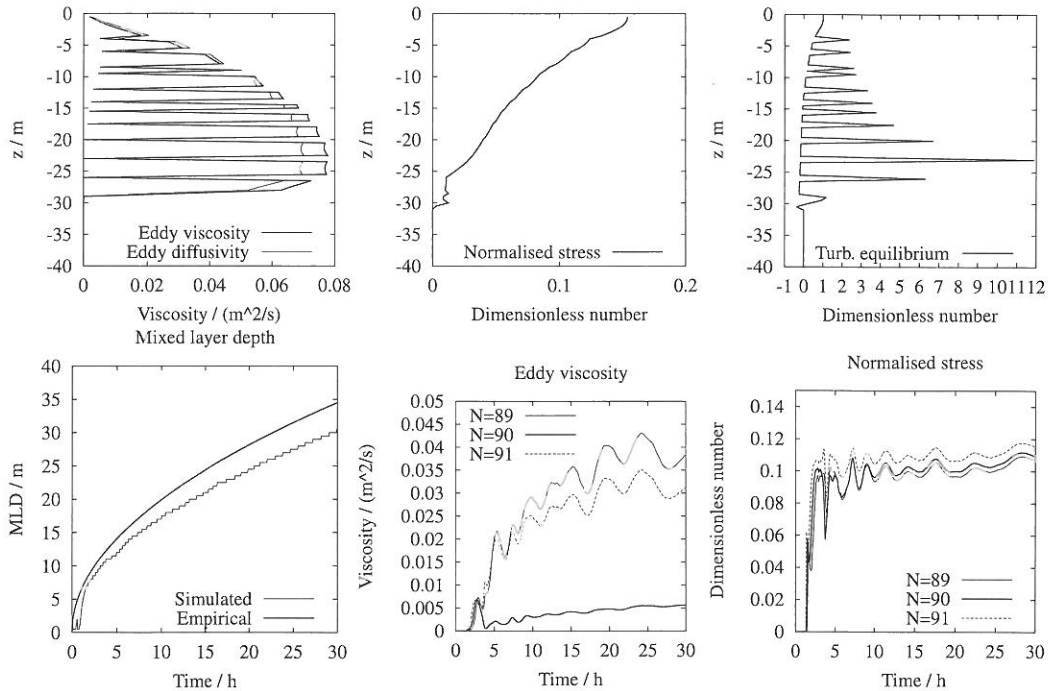 0
-5
-10
-15
-20
-25
-30
-35
-40
z / m
Eddy viscosity
Eddy diffusivity
0 0.02 0.04 0.06 0.08
Viscosity / (m^2/s)
0
-5
-10
-15
-20
-25
-30
-35
-40
z / m
Normalised stress
0 0.1 0.2
Dimensionless number
0
-5
-10
-15
-20
-25
-30
-35
-40
z / m
Turb. equilibrium
-1 0 1 2 3 4 5 6 7 8 9 10 11 12
Dimensionless number
Mixed layer depth
40
35
30
25
20
15
10
5
0
MLD / m
Simulated
Empirical
0 5 10 15 20 25 30
Time / h
Eddy viscosity
0.05
0.045
0.04
0.035
0.03
0.025
0.02
0.015
0.01
0.005
0
Viscosity / (m^2/s)
N=89
N=90
N=91
0 5 10 15 20 25 30
Time / h
Normalised stress
0.14
0.12
0.1
0.08
0.06
0.04
0.02
0
Dimensionless number
N=89
N=90
N=91
0 5 10 15 20 25 30
Time / h